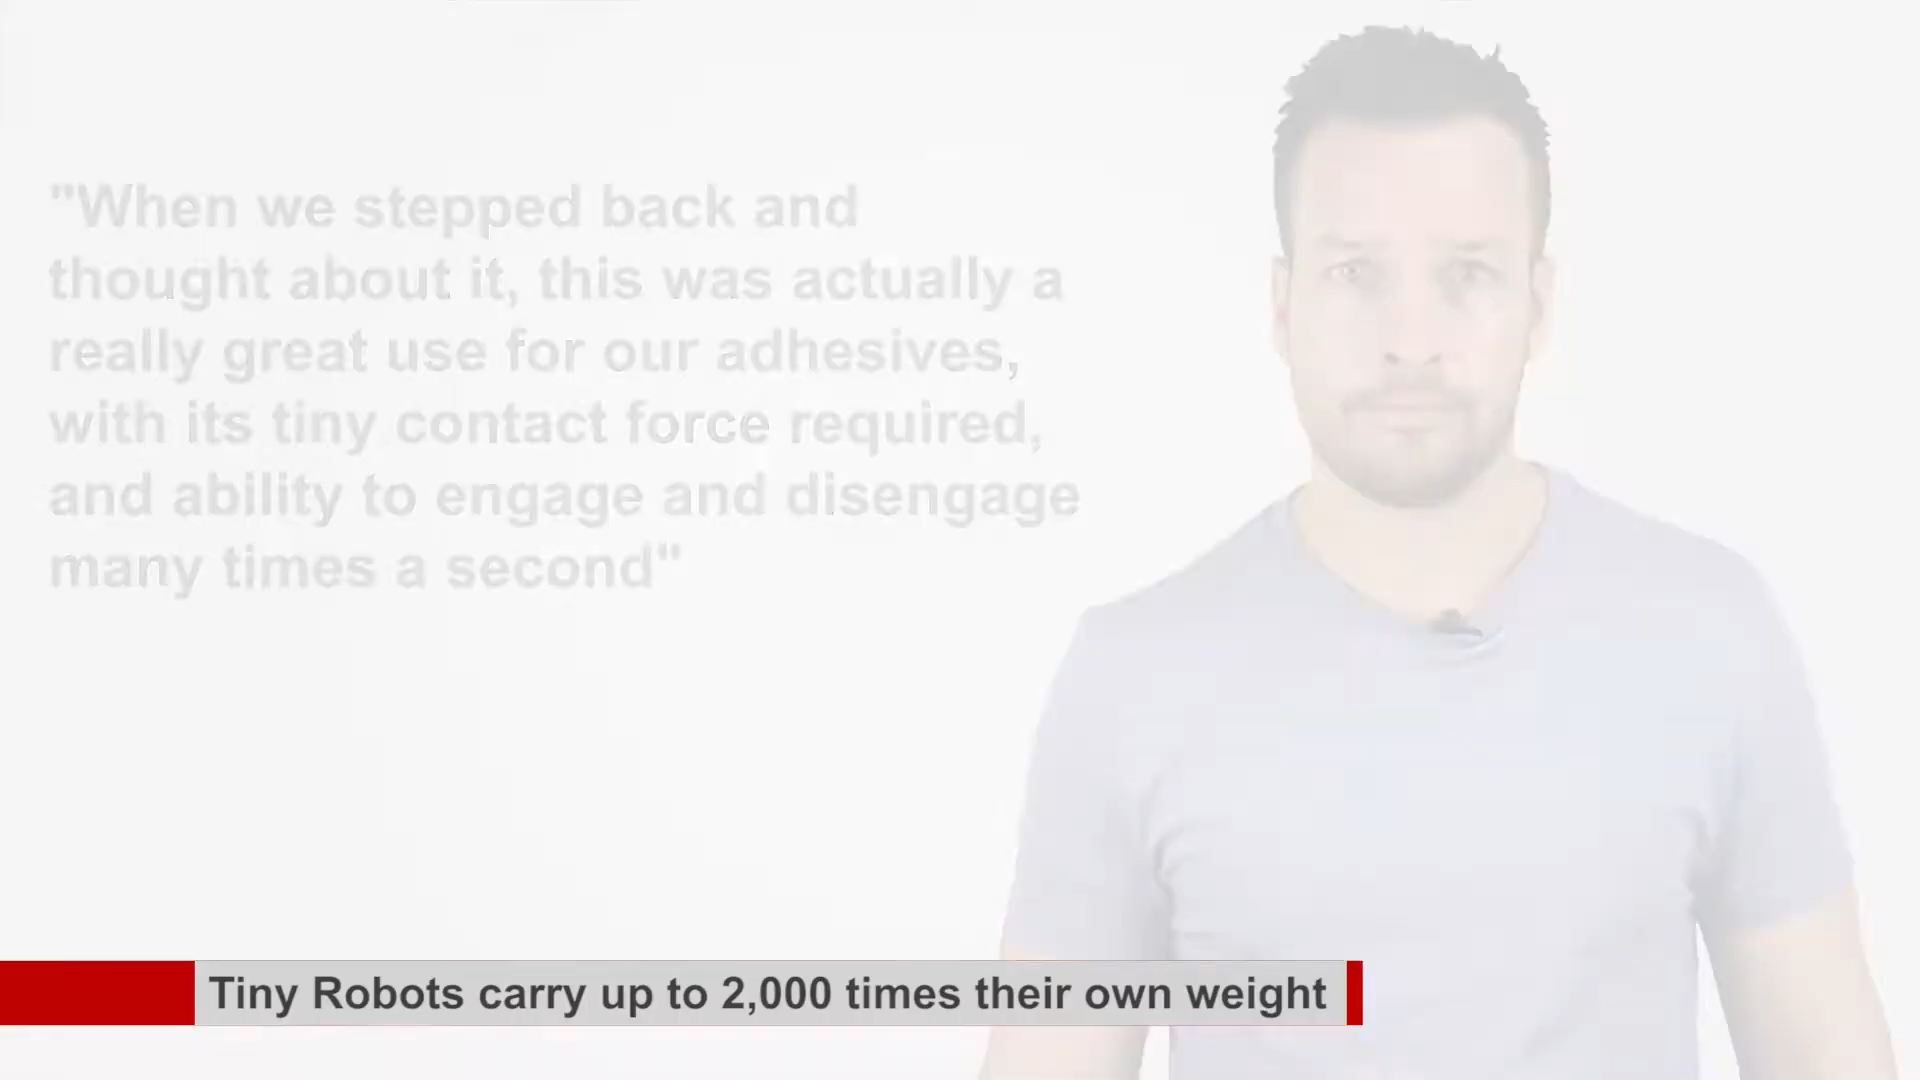 "When we stepped back and
thought about it, this was actually a
really great use for our adhesives,
with its tiny contact force required,
and ability to engage and disengage
many times a second"
Tiny Robots carry up to 2,000 times their own weight